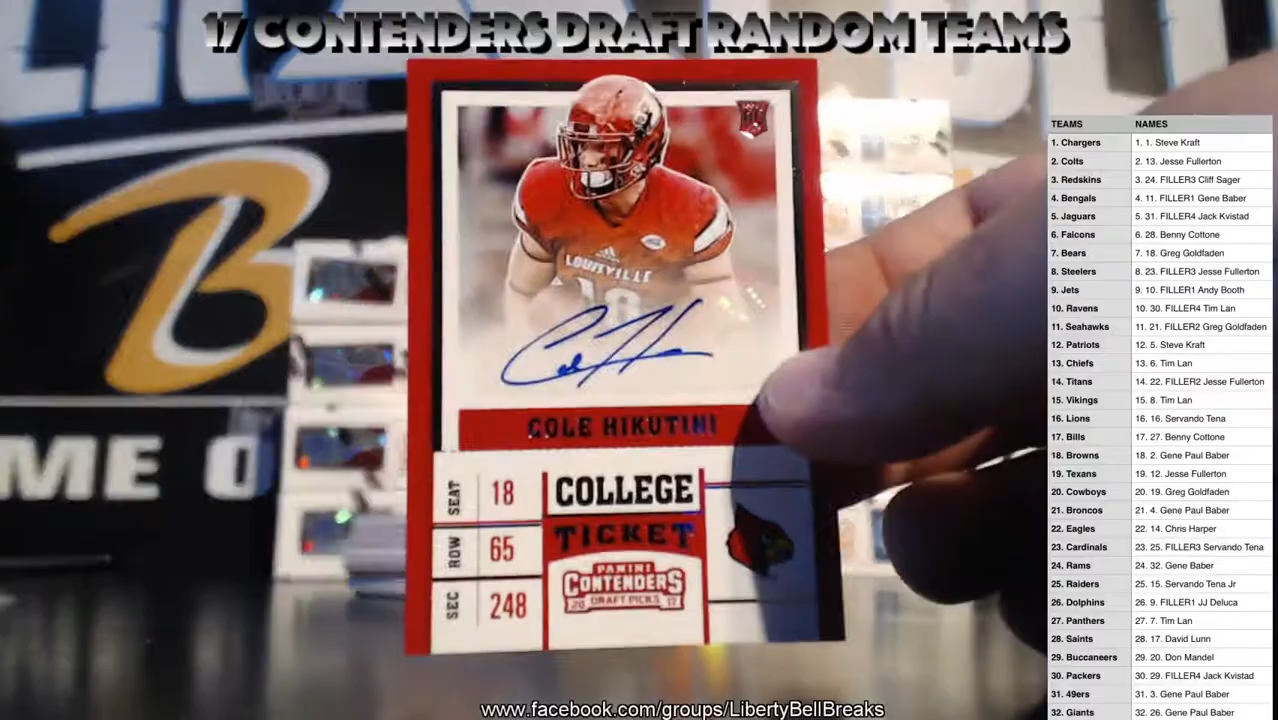 17 CONTENDERS DRAFT RANDOM TEAMS
LOUISVILLE
18
COLE HIKUTINI
SEAT 18
ROW 65
SEC 248
COLLEGE
TICKET
PANINI
CONTENDERS
20 DRAFT PICKS 17
ME O
TEAMS NAMES
1. Chargers 1. 1. Steve Kraft
2. Colts 2. 13. Jesse Fullerton
3. Redskins 3. 24. FILLER3 Cliff Sager
4. Bengals 4. 11. FILLER1 Gene Baber
5. Jaguars 5. 31. FILLER4 Jack Kvistad
6. Falcons 6. 28. Benny Cottone
7. Bears 7. 18. Greg Goldfaden
8. Steelers 8. 23. FILLER3 Jesse Fullerton
9. Jets 9. 10. FILLER1 Andy Booth
10. Ravens 10. 30. FILLER4 Tim Lan
11. Seahawks 11. 21. FILLER2 Greg Goldfaden
12. Patriots 12. 5. Steve Kraft
13. Chiefs 13. 6. Tim Lan
14. Titans 14. 22. FILLER2 Jesse Fullerton
15. Vikings 15. 8. Tim Lan
16. Lions 16. 16. Servando Tena
17. Bills 17. 27. Benny Cottone
18. Browns 18. 2. Gene Paul Baber
19. Texans 19. 12. Jesse Fullerton
20. Cowboys 20. 19. Greg Goldfaden
21. Broncos 21. 4. Gene Paul Baber
22. Eagles 22. 14. Chris Harper
23. Cardinals 23. 25. FILLER3 Servando Tena
24. Rams 24. 32. Gene Baber
25. Raiders 25. 15. Servando Tena Jr
26. Dolphins 26. 9. FILLER1 JJ Deluca
27. Panthers 27. 7. Tim Lan
28. Saints 28. 17. David Lunn
29. Buccaneers 29. 20. Don Mandel
30. Packers 30. 29. FILLER4 Jack Kvistad
31. 49ers 31. 3. Gene Paul Baber
32. Giants 32. 26. Gene Paul Baber
www.facebook.com/groups/LibertyBellBreaks